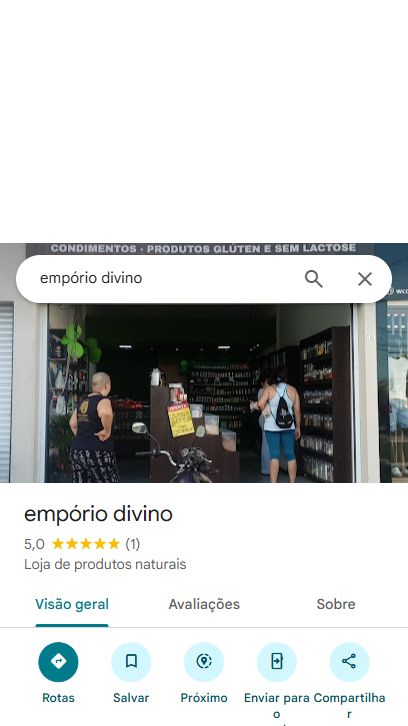 CONDIMENTOS - PRODUTOS GLÚTEN E SEM LACTOSE
empório divino
empório divino
5,0 (1)
Loja de produtos naturais
Visão geral Avaliações Sobre
Rotas Salvar Próximo Enviar para o Compartilhar